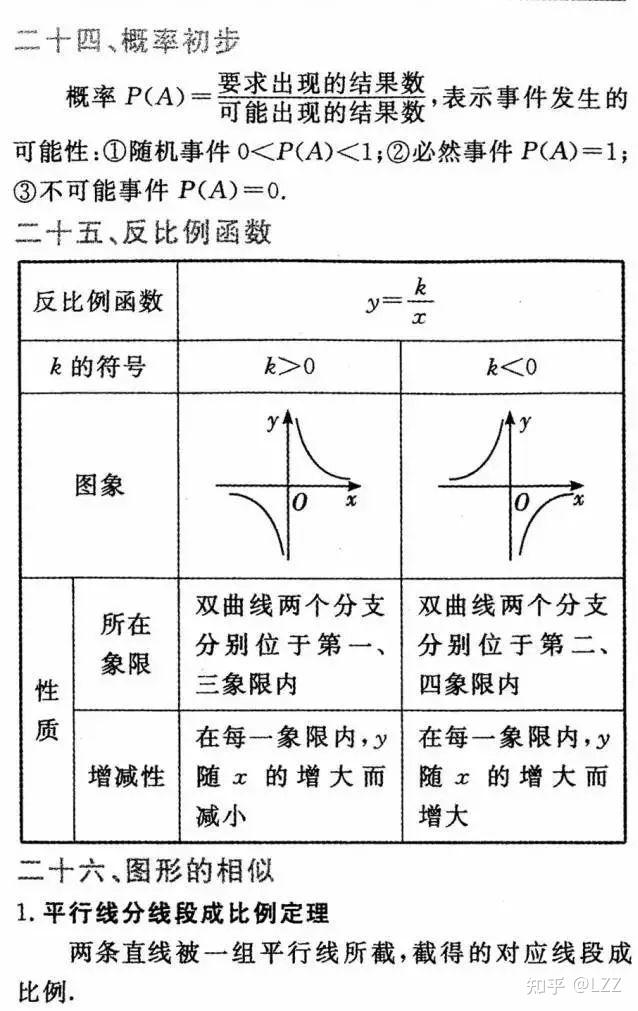 二十四、概率初步
概率 P(A)=要求出现的结果数/可能出现的结果数,表示事件发生的
可能性:①随机事件 0<P(A)<1;②必然事件 P(A)=1;
③不可能事件 P(A)=0.
二十五、反比例函数
反比例函数 y=k/x
k 的符号 k>0 k<0
图象
y
O
x
y
O
x
性质
所在
象限
双曲线两个分支
分别位于第一、
三象限内
双曲线两个分支
分别位于第二、
四象限内
增减性
在每一象限内,y
随 x 的增大而
减小
在每一象限内,y
随 x 的增大而
增大
二十六、图形的相似
1. 平行线分线段成比例定理
两条直线被一组平行线所截,截得的对应线段成
比例.
知乎 @LZZ